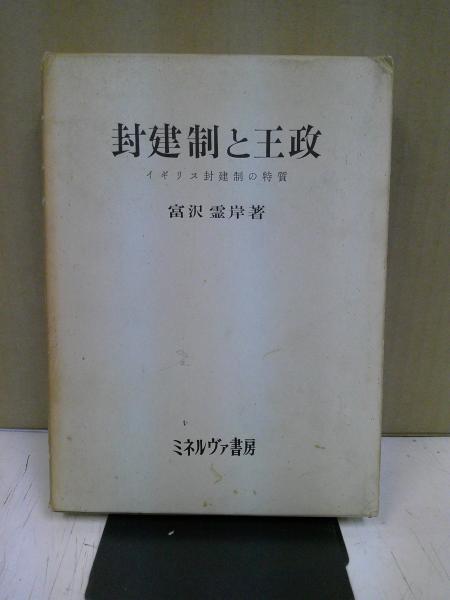 封建制と王政
イギリス封建制の特質
富沢霊岸著
ミネルヴァ書房